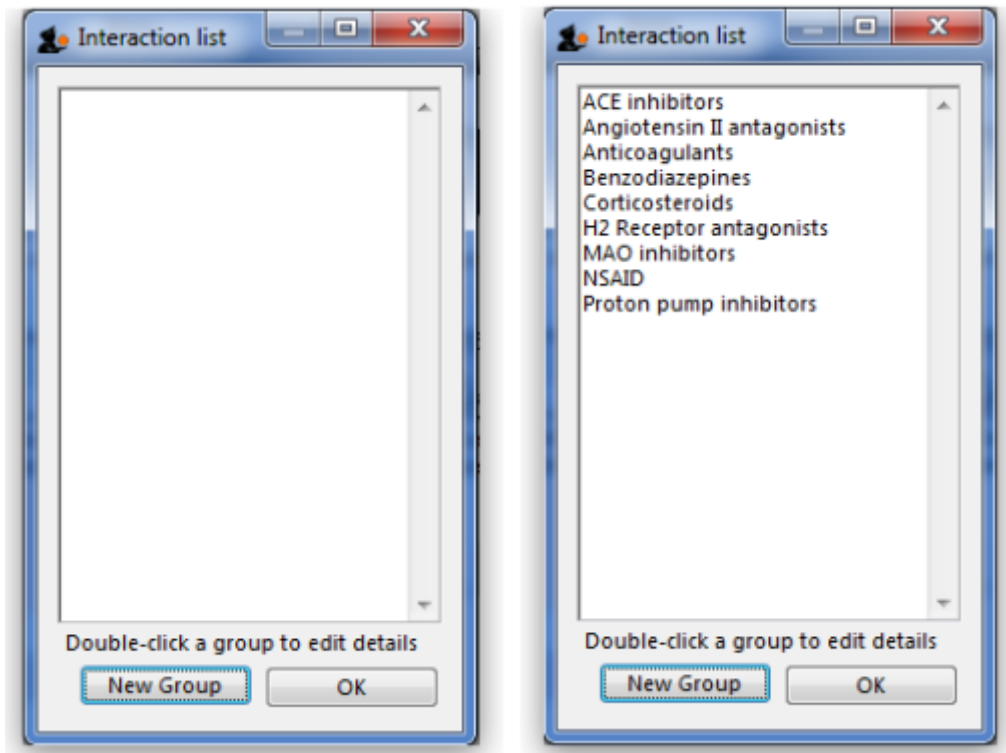 Interaction list
Double-click a group to edit details
New Group
OK
Interaction list
ACE inhibitors
Angiotensin II antagonists
Anticoagulants
Benzodiazepines
Corticosteroids
H2 Receptor antagonists
MAO inhibitors
NSAID
Proton pump inhibitors
Double-click a group to edit details
New Group
OK